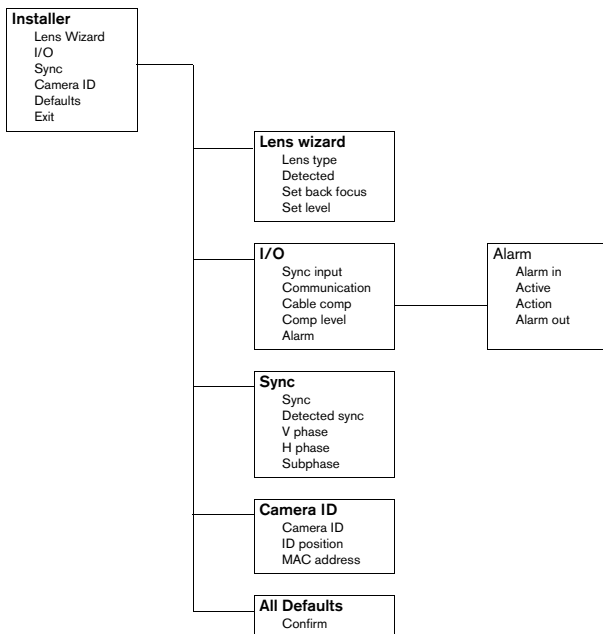 Installer
Lens Wizard
I/O
Sync
Camera ID
Defaults
Exit
Lens wizard
Lens type
Detected
Set back focus
Set level
I/O
Sync input
Communication
Cable comp
Comp level
Alarm
Alarm
Alarm in
Active
Action
Alarm out
Sync
Sync
Detected sync
V phase
H phase
Subphase
Camera ID
Camera ID
ID position
MAC address
All Defaults
Confirm